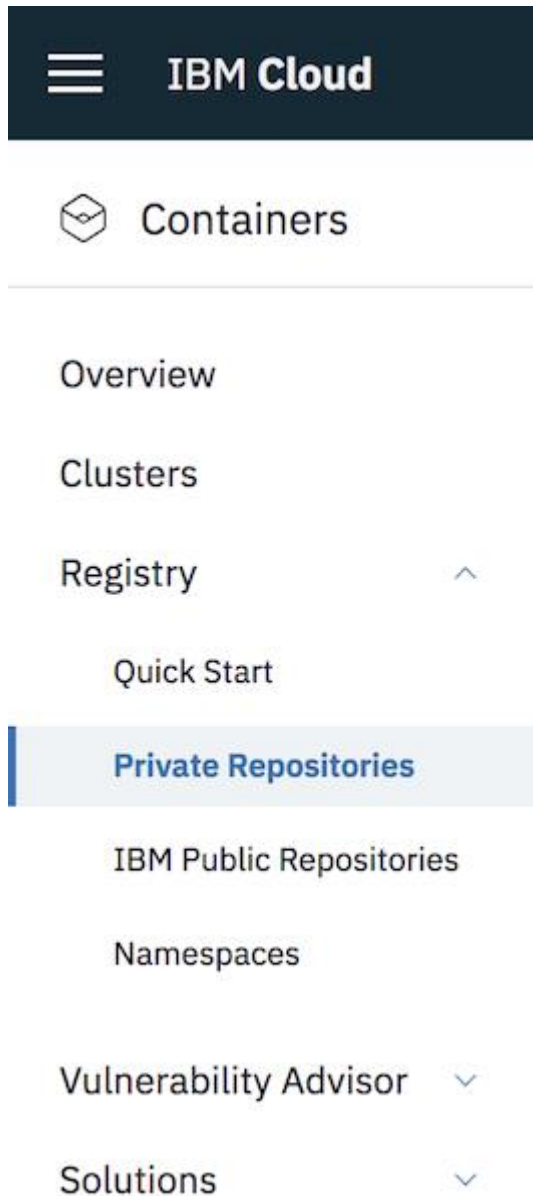 IBM Cloud
Containers
Overview
Clusters
Registry
Quick Start
Private Repositories
IBM Public Repositories
Namespaces
Vulnerability Advisor
Solutions